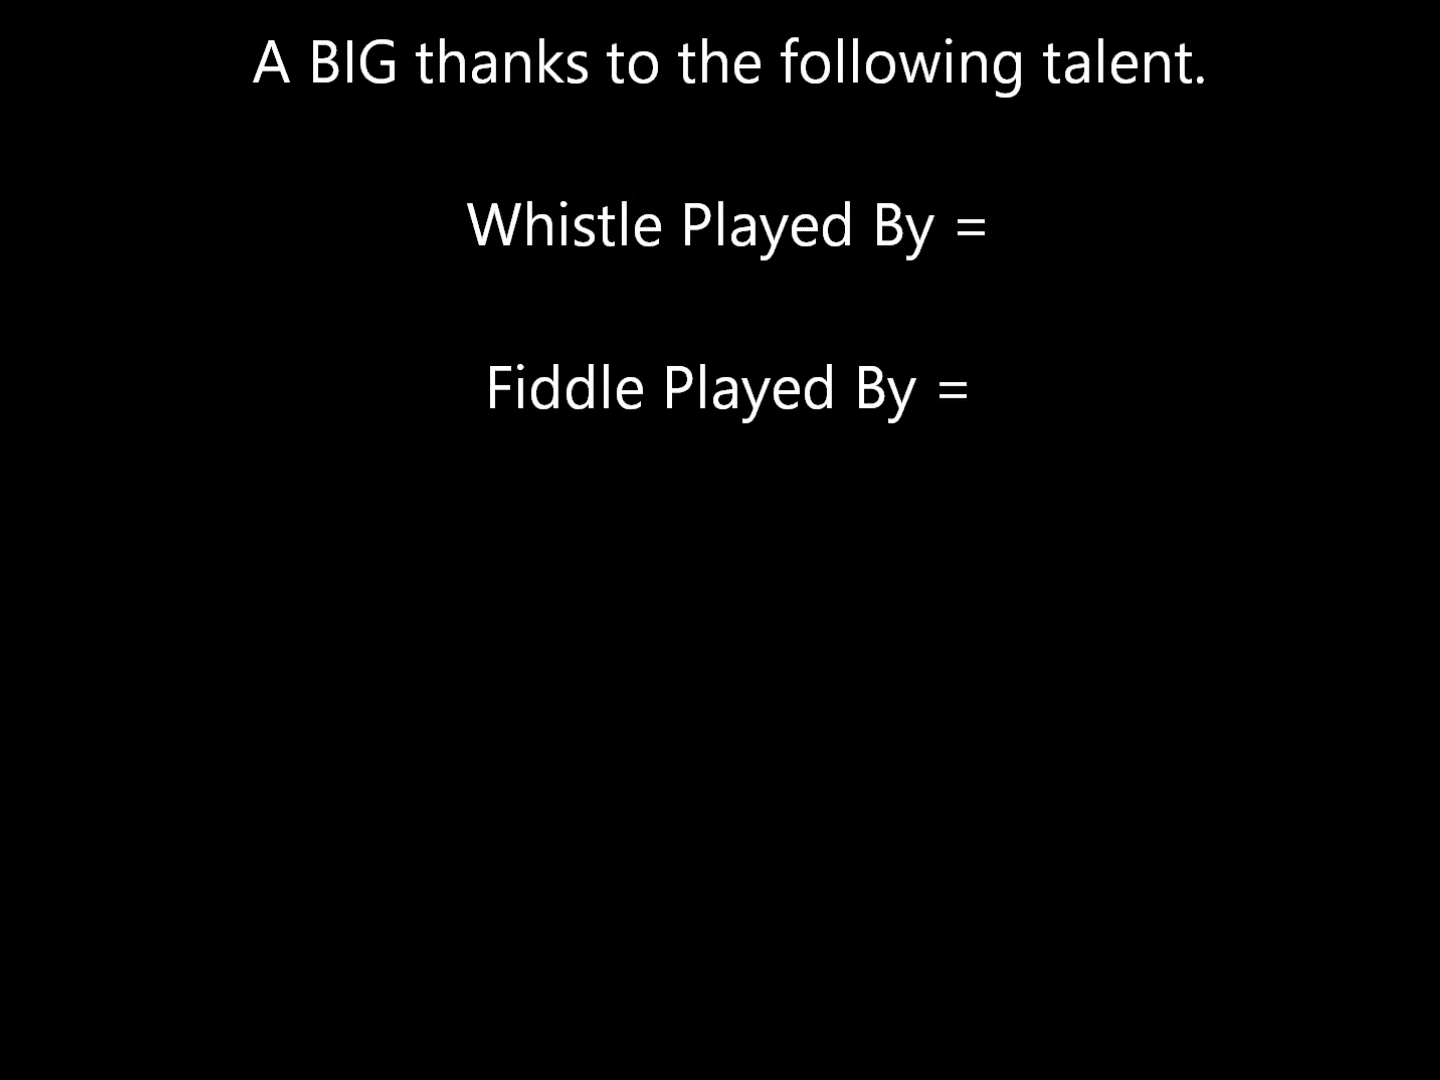 A BIG thanks to the following talent.
Whistle Played By =
Fiddle Played By =